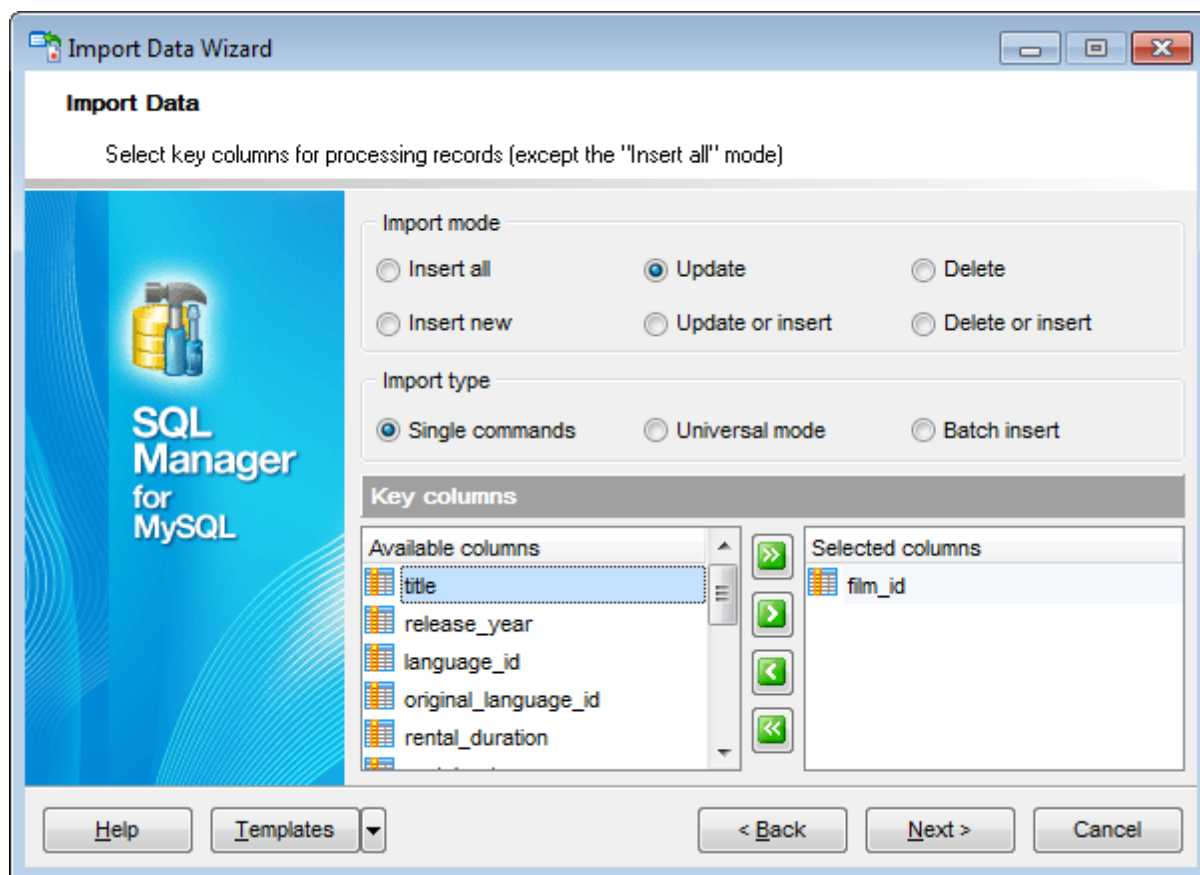 Import Data Wizard
Import Data
Select key columns for processing records (except the "Insert all" mode)
SQL
Manager
for
MySQL
Import mode
Insert all
Update
Delete
Insert new
Update or insert
Delete or insert
Import type
Single commands
Universal mode
Batch insert
Key columns
Available columns
title
release_year
language_id
original_language_id
rental_duration
Selected columns
film_id
Help
Templates
< Back
Next >
Cancel